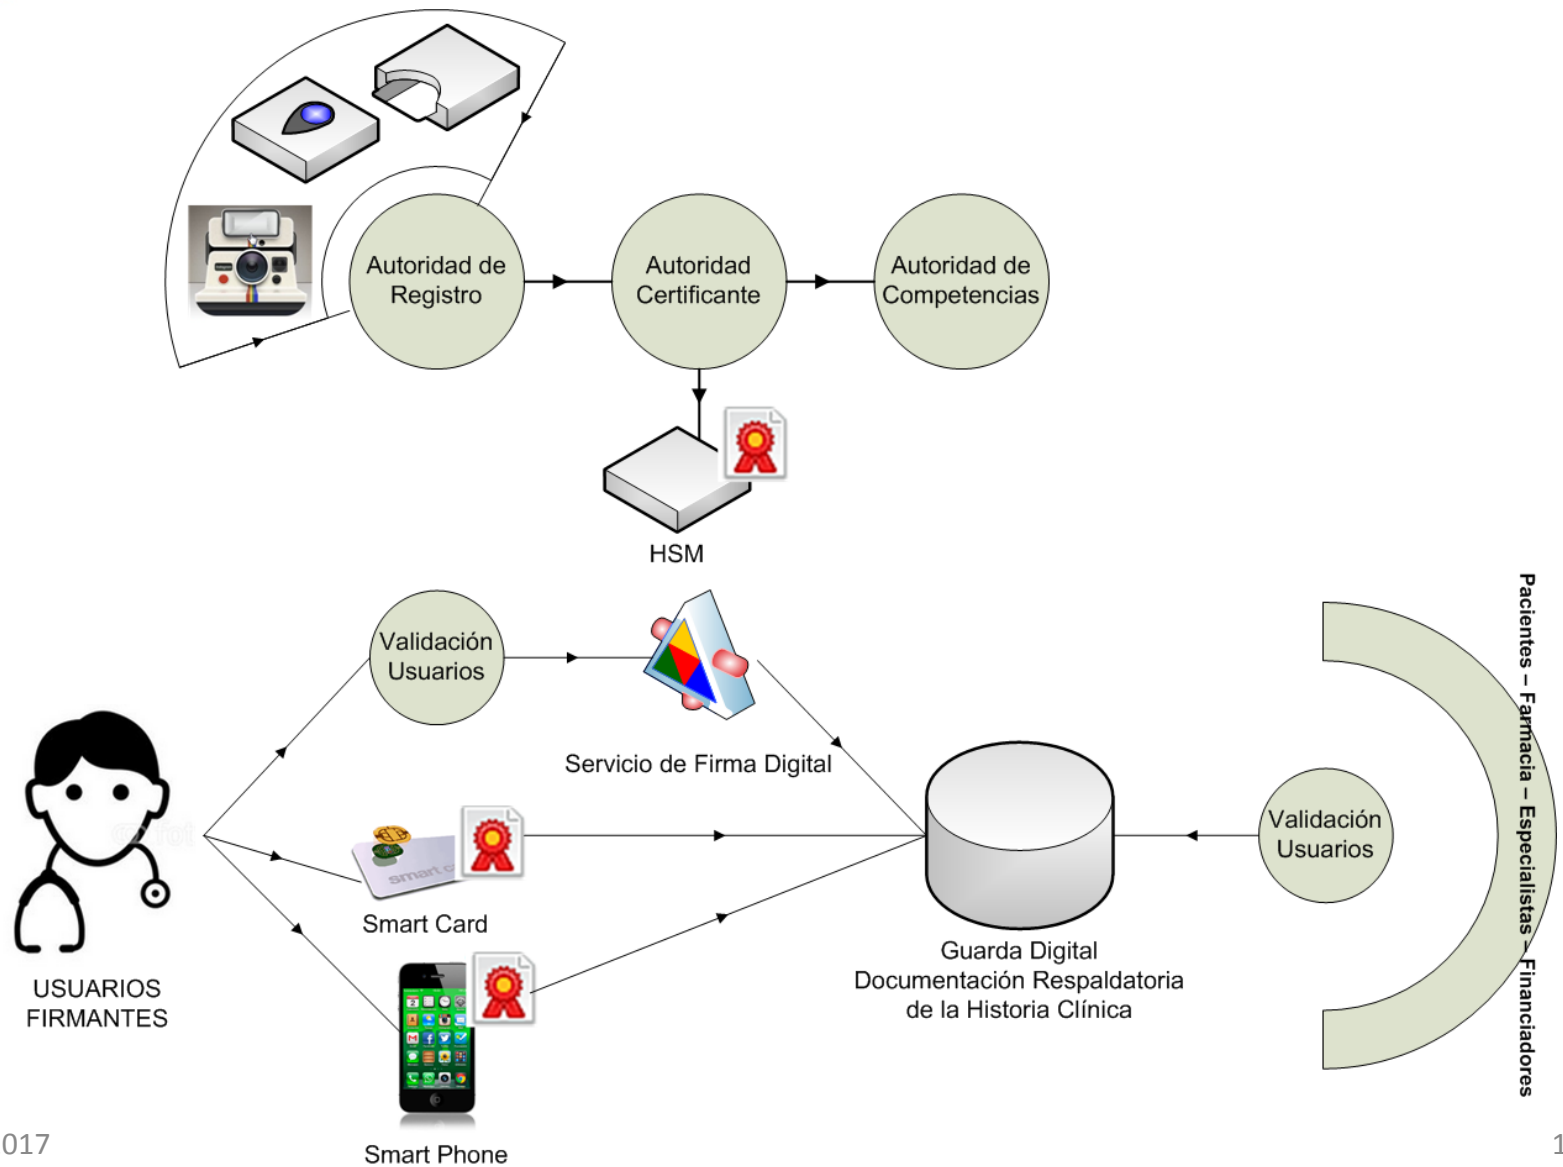 Autoridad de
Registro
Autoridad
Certificante
Autoridad de
Competencias
HSM
Validación
Usuarios
Servicio de Firma Digital
Smart Card
USUARIOS
FIRMANTES
Smart Phone
Guarda Digital
Documentación Respaldatoria
de la Historia Clínica
Validación
Usuarios
Pacientes – Farmacia – Especialistas – Financiadores
017
1